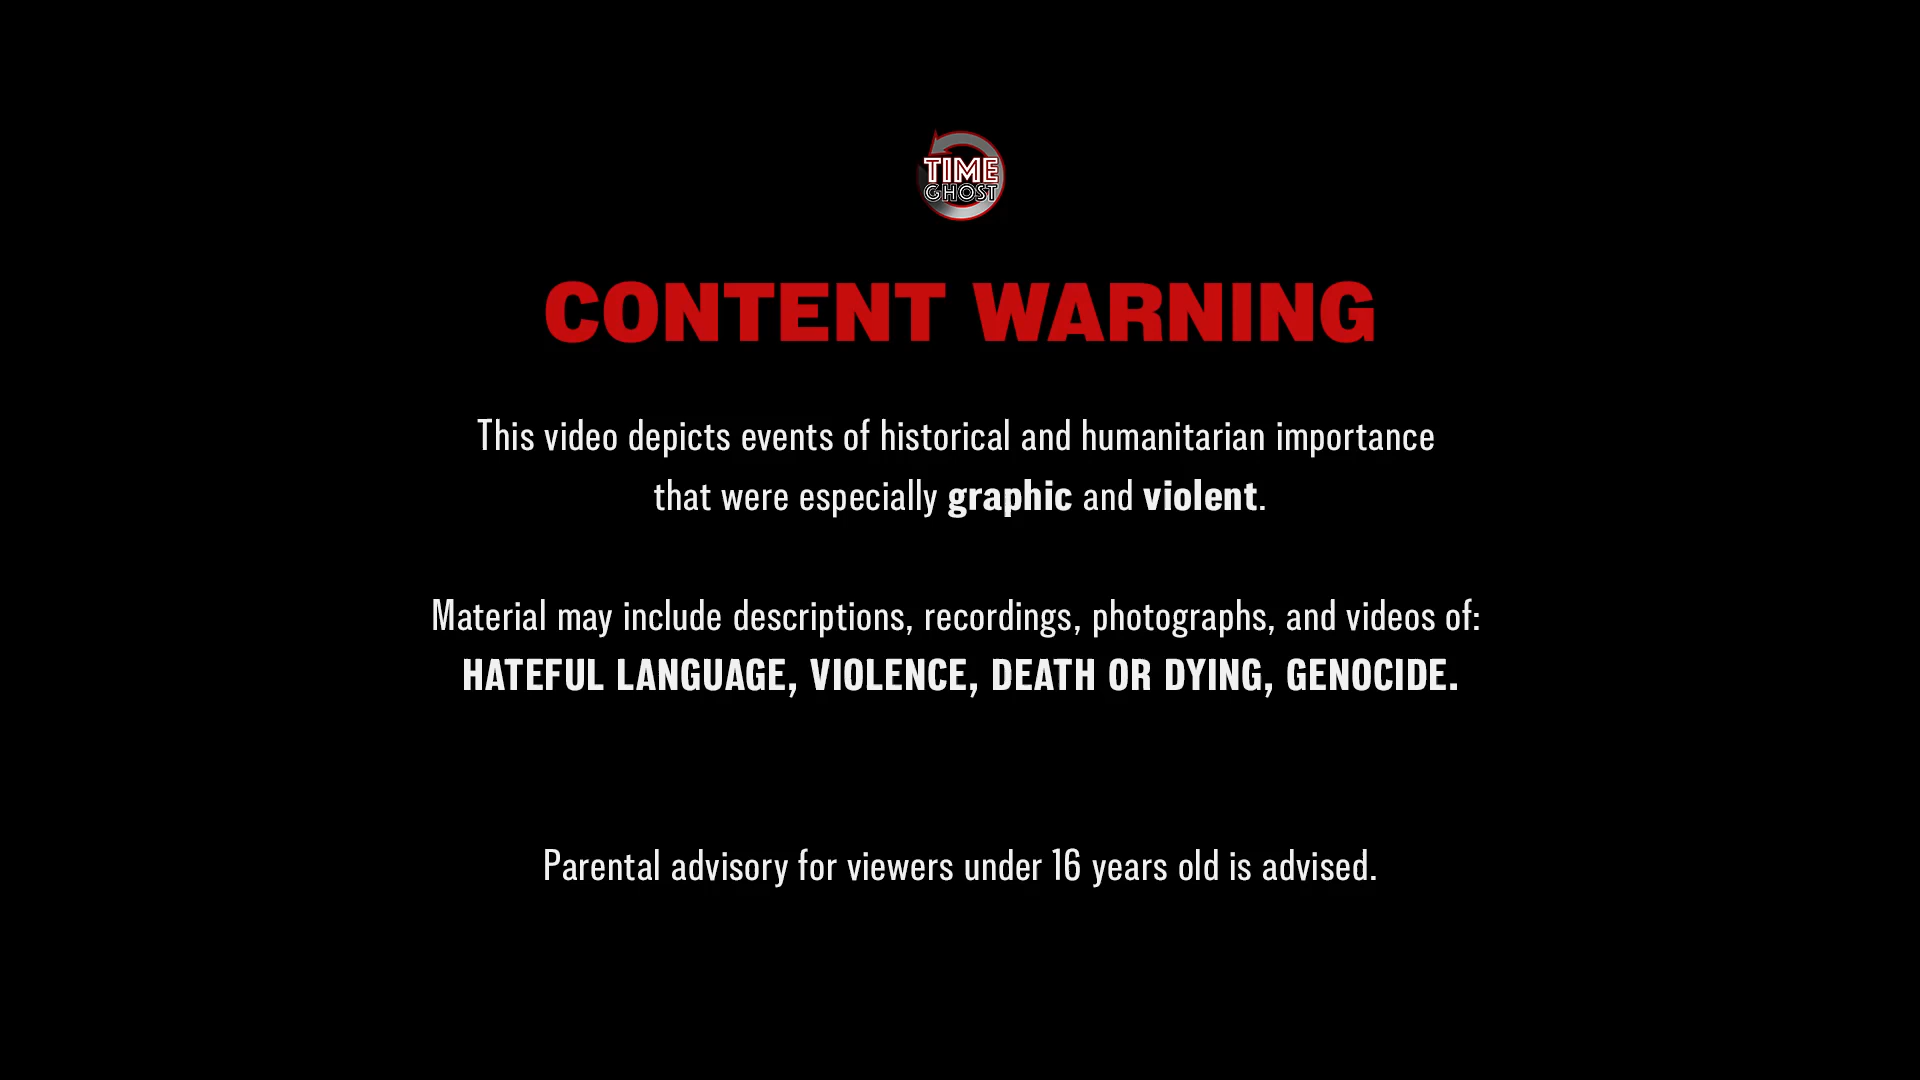 TIME
GHOST
CONTENT WARNING
This video depicts events of historical and humanitarian importance
that were especially graphic and violent.
Material may include descriptions, recordings, photographs, and videos of:
HATEFUL LANGUAGE, VIOLENCE, DEATH OR DYING, GENOCIDE.
Parental advisory for viewers under 16 years old is advised.